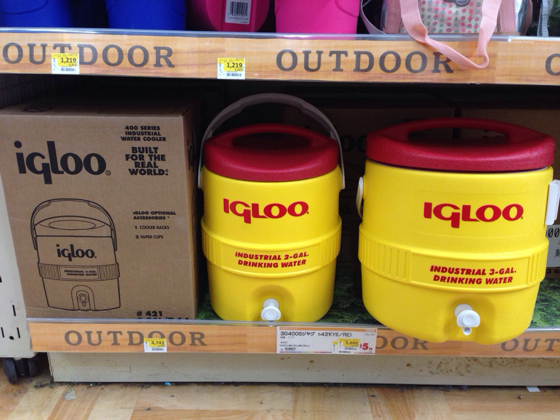 OUTDOOR
1,219
OUTDOOR
1,219
400 SERIES
INDUSTRIAL
WATER COOLER
igloo
BUILT
FOR THE
REAL
WORLD:
IGLOO OPTIONAL
ACCESSORIES
COOLER RACKS
PAPER CUPS
igloo
# 421
IGLOO
INDUSTRIAL 2-GAL.
DRINKING WATER
IGLOO
INDUSTRIAL 3-GAL.
DRINKING WATER
OUTDOOR
OUTDOOR